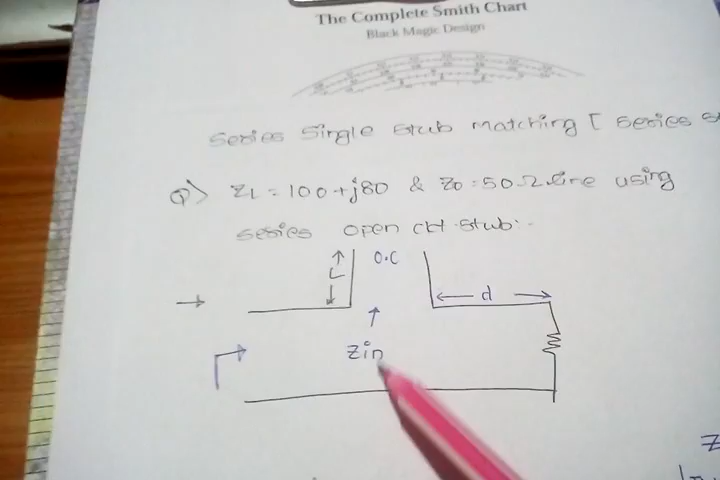 The Complete Smith Chart
Black Magic Design
Series Single Stub matching [ series
Q> ZL = 100+j80 & Z0 = 50Ω line using
series open ckt stub.
O.C
L
d
Zin
Z